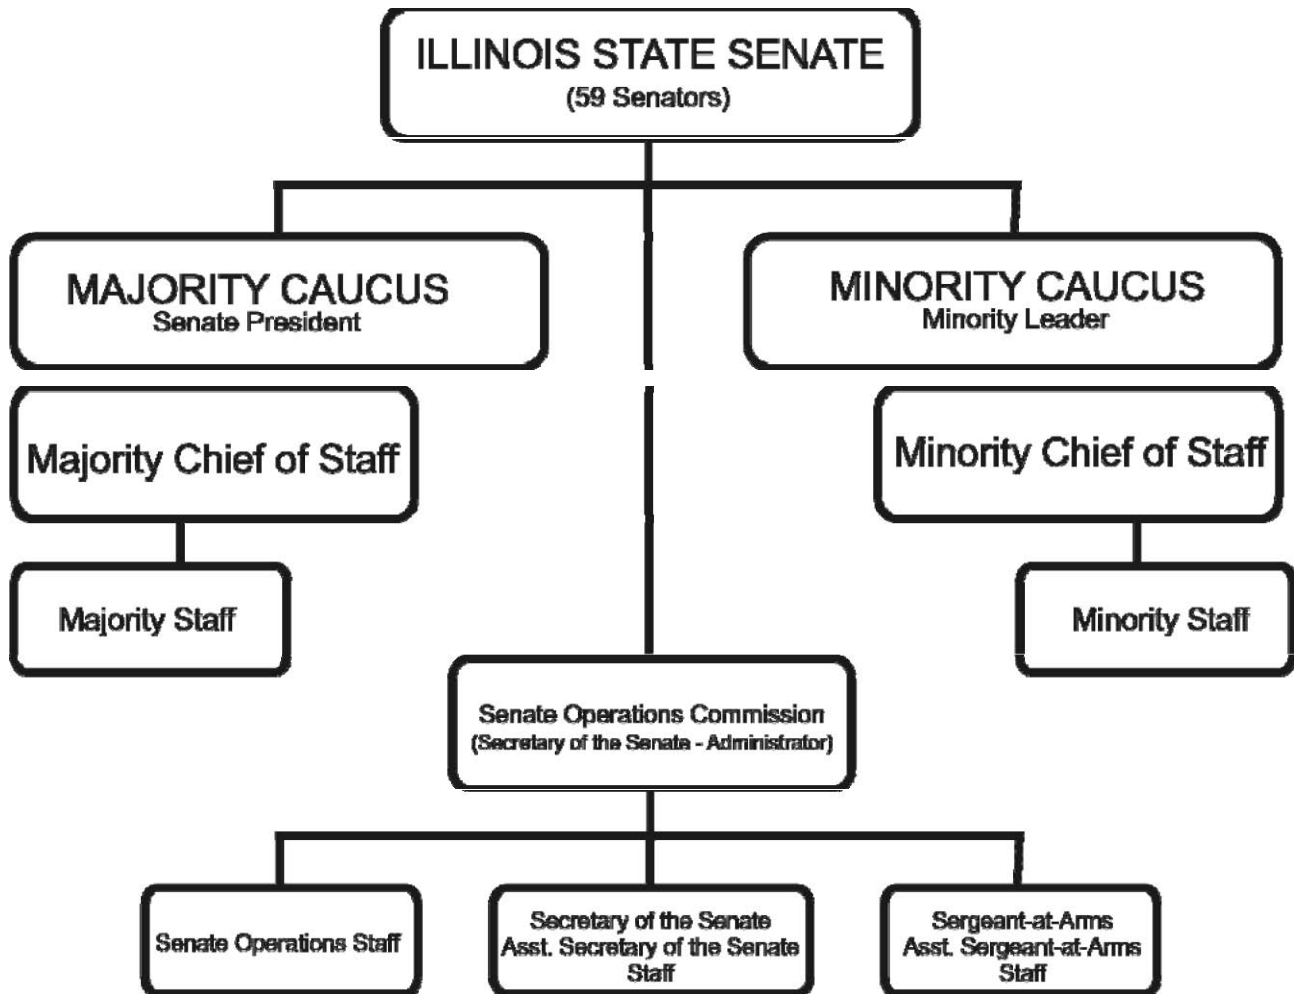 ILLINOIS STATE SENATE
(59 Senators)
MAJORITY CAUCUS
Senate President
MINORITY CAUCUS
Minority Leader
Majority Chief of Staff
Minority Chief of Staff
Majority Staff
Minority Staff
Senate Operations Commission
(Secretary of the Senate - Administrator)
Senate Operations Staff
Secretary of the Senate
Asst. Secretary of the Senate
Staff
Sergeant-at-Arms
Asst. Sergeant-at-Arms
Staff